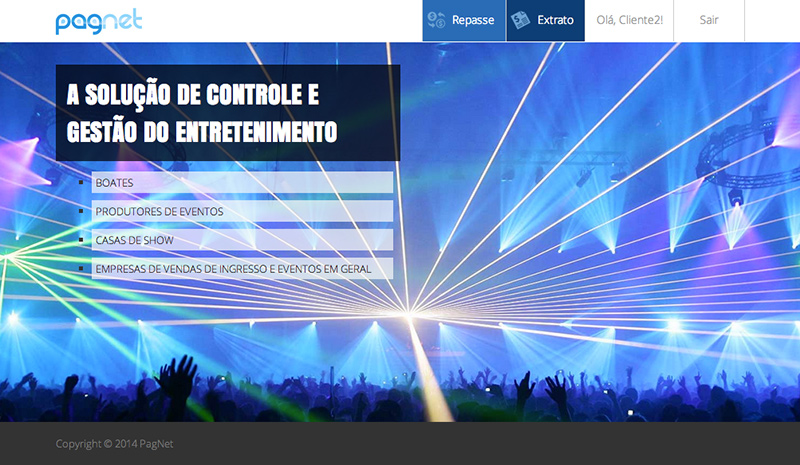 pagnet
Repasse
Extrato
Olá, Cliente2!
Sair
A SOLUÇÃO DE CONTROLE E
GESTÃO DO ENTRETENIMENTO
BOATES
PRODUTORES DE EVENTOS
CASAS DE SHOW
EMPRESAS DE VENDAS DE INGRESSO E EVENTOS EM GERAL
Copyright © 2014 PagNet